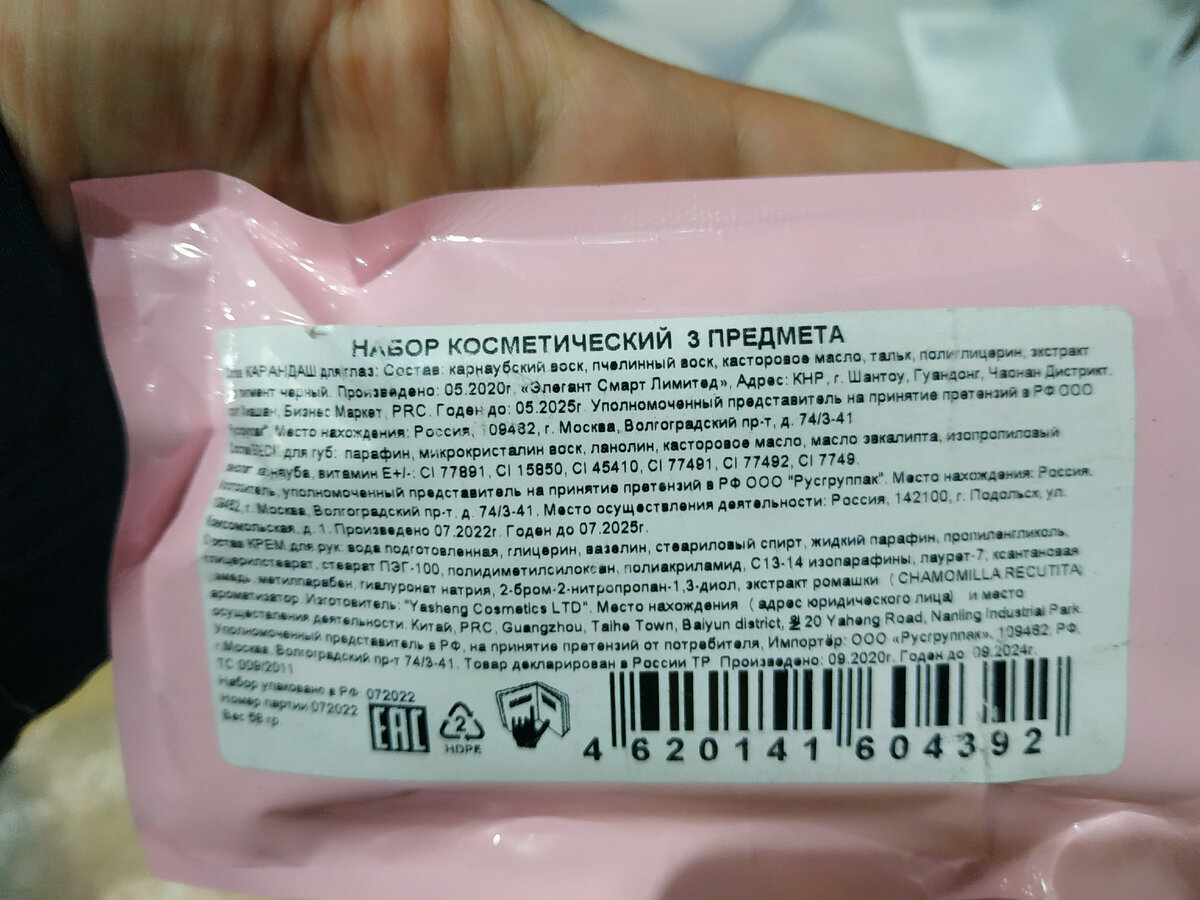 НАБОР КОСМЕТИЧЕСКИЙ 3 ПРЕДМЕТА
КАРАНДАШ для глаз: Состав: карнаубский воск, пчелинный воск, касторовое масло, тальк, полиглицерин, экстракт
черный. Произведено: 05.2020г. «Элегант Смарт Лимитед», Адрес: КНР, г. Шантоу, Гуандонг, Чаонан Дистрикт,
Бизнес Маркет, PRC. Годен до: 05.2025г. Уполномоченный представитель на принятие претензий в РФ ООО
Место нахождения: Россия, 109482, г. Москва, Волгоградский пр-т, д. 74/3-41
для губ: парафин, микрокристалин воск, ланолин, касторовое масло, масло эвкалипта, изопропиловый
витамин Е+/-: CI 77891, CI 15850, CI 45410, CI 77491, CI 77492, CI 7749.
уполномоченный представитель на принятие претензий в РФ ООО "Русгруппак". Место нахождения: Россия,
г. Москва, Волгоградский пр-т, д. 74/3-41. Место осуществления деятельности: Россия, 142100, г. Подольск, ул.
Комсомольская, д. 1. Произведено 07.2022г. Годен до 07.2025г.
КРЕМ для рук: вода подготовленная, глицерин, вазелин, стеариловый спирт, жидкий парафин, пропиленгликоль,
стеарат ПЭГ-100, полидиметилсилоксан, полиакриламид, C13-14 изопарафины, лаурет-7, ксантановая
метилпарабен, гиалуронат натрия, 2-бром-2-нитропропан-1,3-диол, экстракт ромашки (CHAMOMILLA RECUTITA)
ароматизатор. Изготовитель: "Yasheng Cosmetics LTD". Место нахождения (адрес юридического лица) и место
осуществления деятельности: Китай, PRC, Guangzhou, Taihe Town, Baiyun district, 20 Yaheng Road, Nanling Industrial Park.
Уполномоченный представитель в РФ, на принятие претензий от потребителя, Импортёр: ООО «Русгруппак», 109482, РФ,
г.Москва, Волгоградский пр-т 74/3-41. Товар декларирован в России ТР Произведено: 09.2020г. Годен до 09.2024г.
ТС 009/2011
Набор упакован в РФ 072022
Номер партии 072022
Вес 58 гр.
EAC
2
HDPE
4 620141 604392